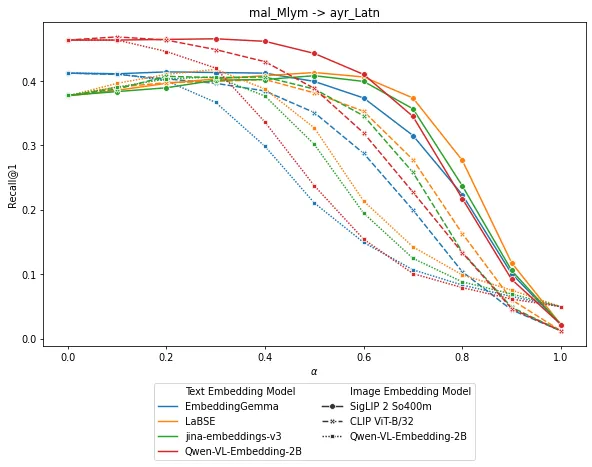 mal_Mlym -> ayr_Latn
Recall@1
0.4
0.3
0.2
0.1
0.0
0.0 0.2 0.4 0.6 0.8 1.0
α
Text Embedding Model
EmbeddingGemma
LaBSE
jina-embeddings-v3
Qwen-VL-Embedding-2B
Image Embedding Model
SigLIP 2 So400m
CLIP ViT-B/32
Qwen-VL-Embedding-2B